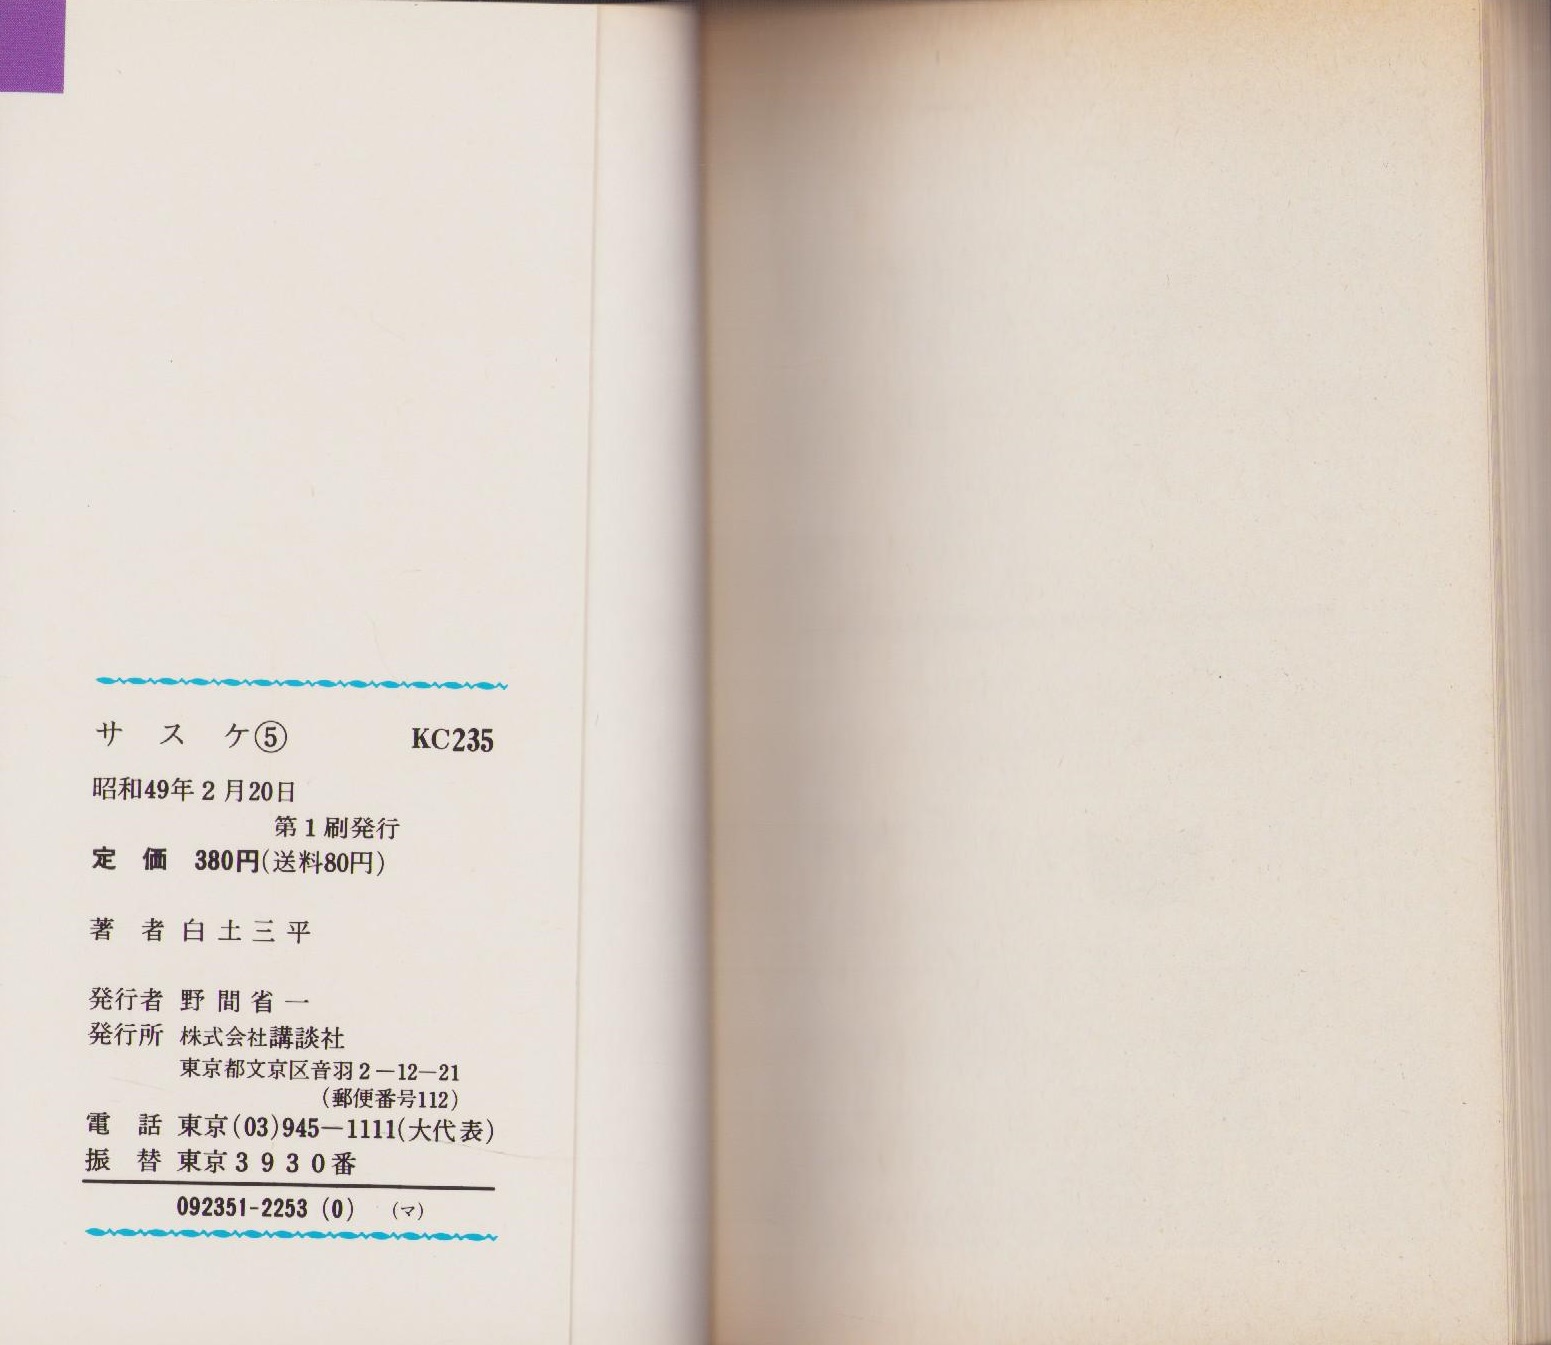 サスケ⑤ KC235
昭和49年2月20日
第1刷発行
定価 380円(送料80円)
著者 白土三平
発行者 野間省一
発行所 株式会社講談社
東京都文京区音羽2-12-21
(郵便番号112)
電話 東京(03)945-1111(大代表)
振替 東京3930番
092351-2253 (0) (マ)